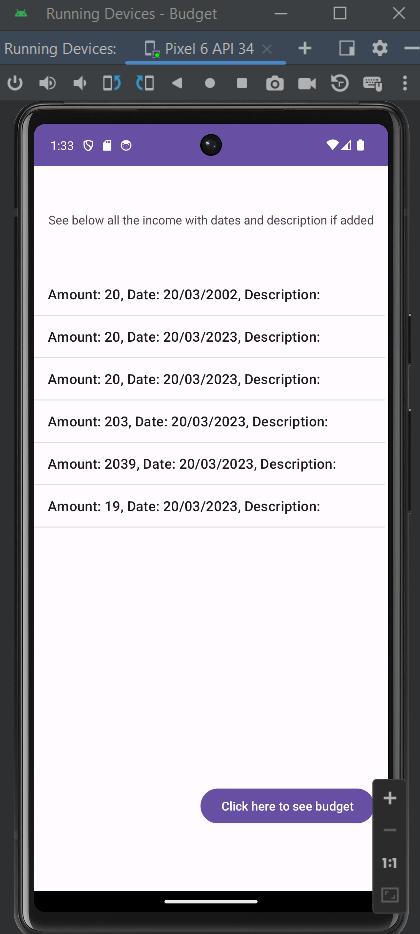 Running Devices - Budget
Running Devices:
Pixel 6 API 34
1:33
See below all the income with dates and description if added
Amount: 20, Date: 20/03/2002, Description:
Amount: 20, Date: 20/03/2023, Description:
Amount: 20, Date: 20/03/2023, Description:
Amount: 203, Date: 20/03/2023, Description:
Amount: 2039, Date: 20/03/2023, Description:
Amount: 19, Date: 20/03/2023, Description:
Click here to see budget
1:1